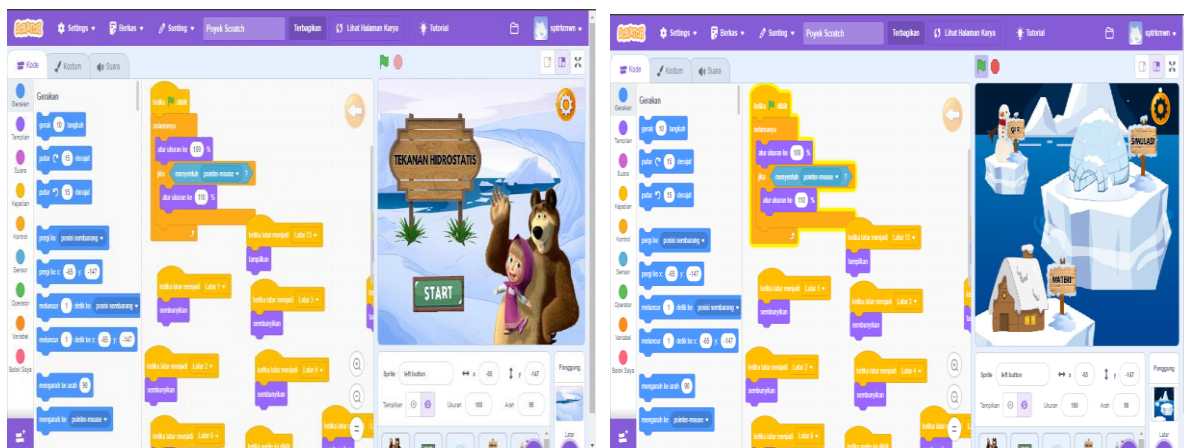 SCRATCH Settings Berkas Sunting Poyek Scratch Terbagikan Lihat Halaman Karya Tutorial sptrkrnwn
Kode Kostum Suara
Gerakan
Tampilan
Suara
Kejadian
Kontrol
Sensor
Operator
Variabel
Balok Saya
Gerakan
gerak 10 langkah
putar 15 derajat
putar 15 derajat
pergi ke posisi sembarang
pergi ke x: -65 y: -147
meluncur 1 detik ke posisi sembarang
meluncur 1 detik ke x: -65 y: -147
mengarah ke arah 90
mengarah ke pointer-mouse
ketika diklik
selamanya
atur ukuran ke 100 %
jika menyentuh pointer-mouse ?
atur ukuran ke 110 %
ketika latar menjadi Latar 13
tampilkan
ketika latar menjadi Latar 1
sembunyikan
ketika latar menjadi Latar 3
sembunyikan
ketika latar menjadi Latar 2
sembunyikan
ketika latar menjadi Latar 4
sembunyikan
TEKANAN HIDROSTATIS
START
Sprite left button x -65 y -147
Tampilan Ukuran 100 Arah 90
Panggung
Latar
SCRATCH Settings Berkas Sunting Poyek Scratch Terbagikan Lihat Halaman Karya Tutorial sptrkrnwn
Kode Kostum Suara
Gerakan
Tampilan
Suara
Kejadian
Kontrol
Sensor
Operator
Variabel
Balok Saya
Gerakan
gerak 10 langkah
putar 15 derajat
putar 15 derajat
pergi ke posisi sembarang
pergi ke x: -65 y: -147
meluncur 1 detik ke posisi sembarang
meluncur 1 detik ke x: -65 y: -147
mengarah ke arah 90
mengarah ke pointer-mouse
ketika diklik
selamanya
atur ukuran ke 100 %
jika menyentuh pointer-mouse ?
atur ukuran ke 110 %
ketika latar menjadi Latar 13
tampilkan
ketika latar menjadi Latar 1
sembunyikan
ketika latar menjadi Latar 3
sembunyikan
ketika latar menjadi Latar 2
sembunyikan
ketika latar menjadi Latar 4
sembunyikan
SIMULASI
MATERI
Sprite left button x -65 y -147
Tampilan Ukuran 100 Arah 90
Panggung
Latar